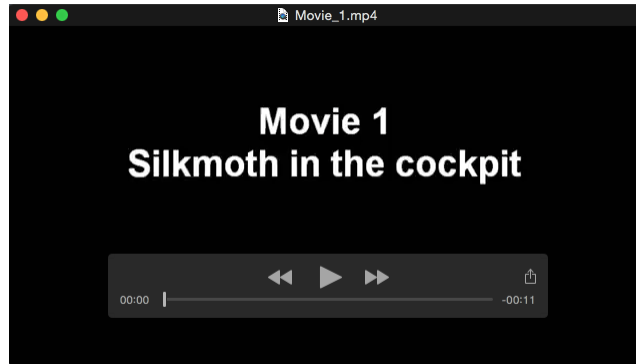 Movie_1.mp4
Movie 1
Silkmoth in the cockpit
00:00
-00:11